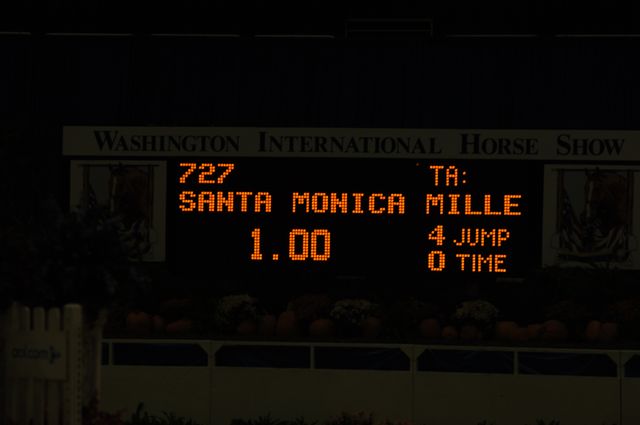 WASHINGTON INTERNATIONAL HORSE SHOW
727 TA:
SANTA MONICA MILLE
1.00 4 JUMP
0 TIME